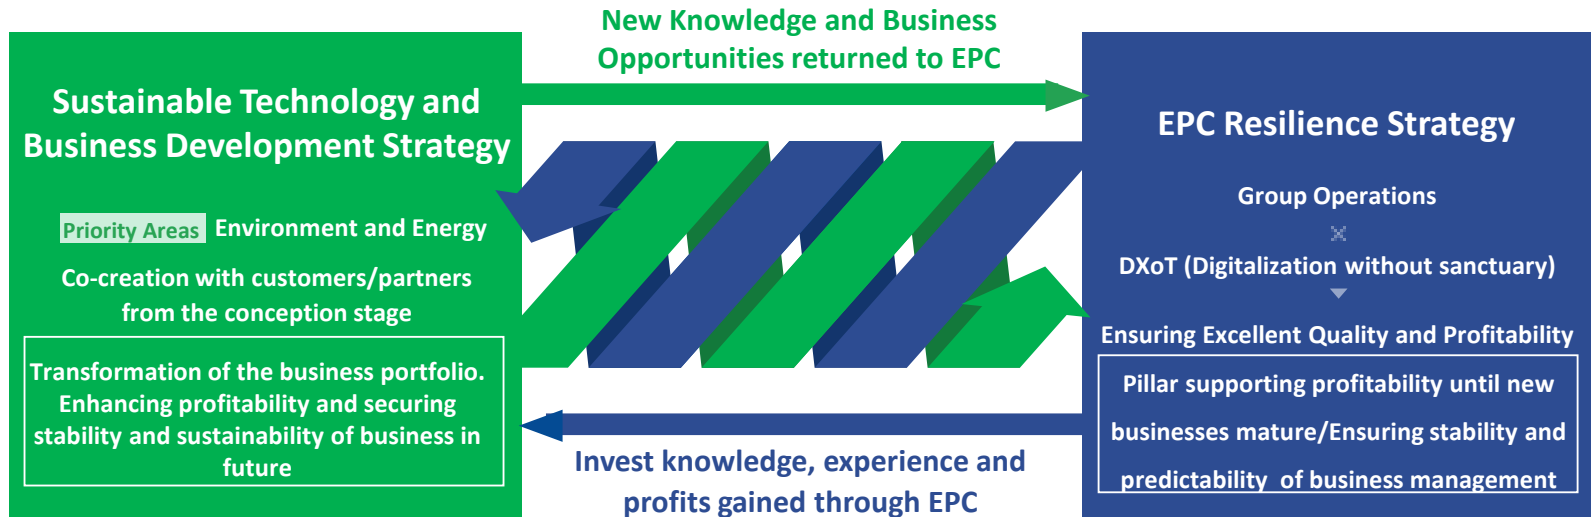 New Knowledge and Business
Opportunities returned to EPC
Sustainable Technology and
Business Development Strategy
Priority Areas Environment and Energy
Co-creation with customers/partners
from the conception stage
Transformation of the business portfolio.
Enhancing profitability and securing
stability and sustainability of business in
future
EPC Resilience Strategy
Group Operations
×
DXoT (Digitalization without sanctuary)
Ensuring Excellent Quality and Profitability
Pillar supporting profitability until new
businesses mature/Ensuring stability and
predictability of business management
Invest knowledge, experience and
profits gained through EPC